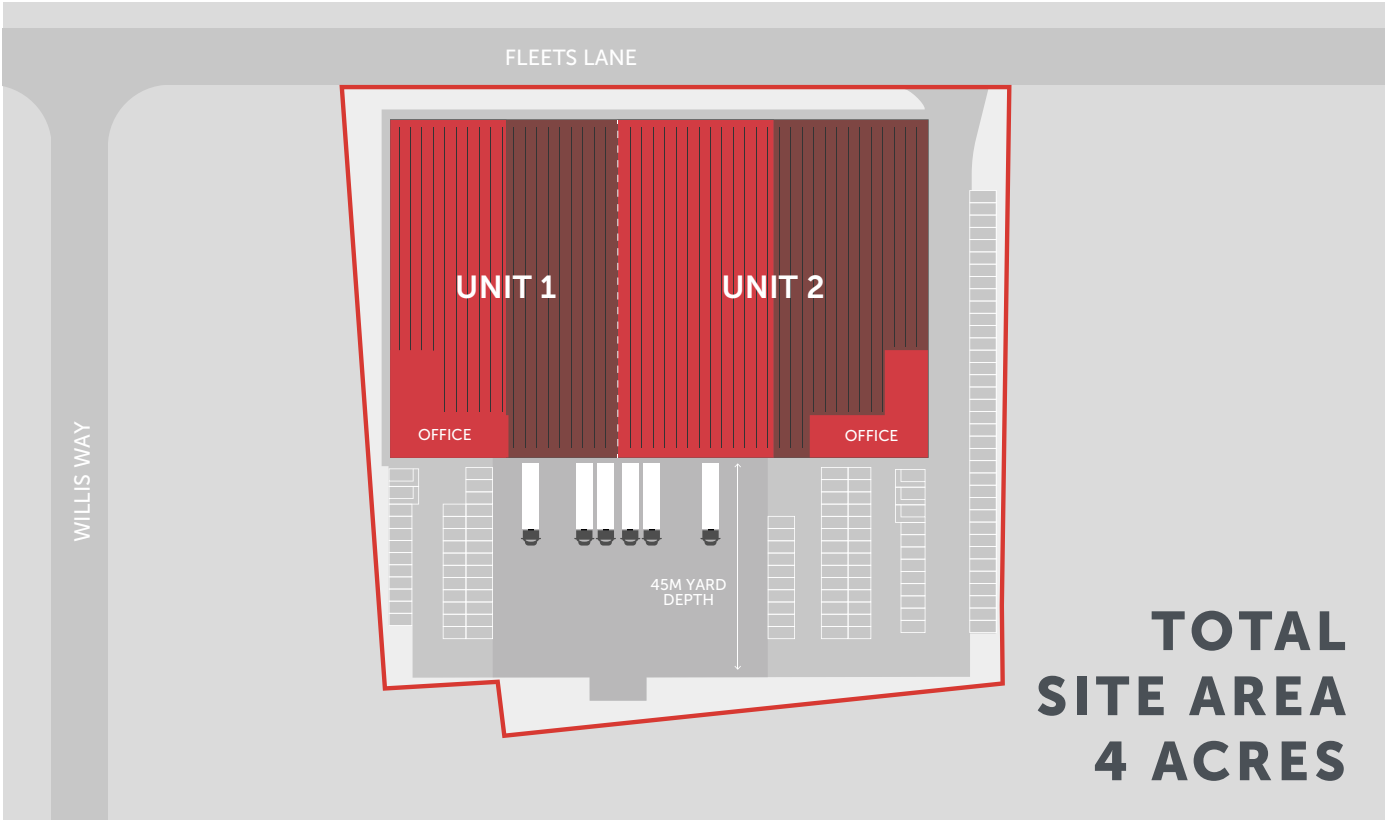 FLEETS LANE
UNIT 1
UNIT 2
OFFICE
OFFICE
WILLIS WAY
45M YARD
DEPTH
TOTAL
SITE AREA
4 ACRES